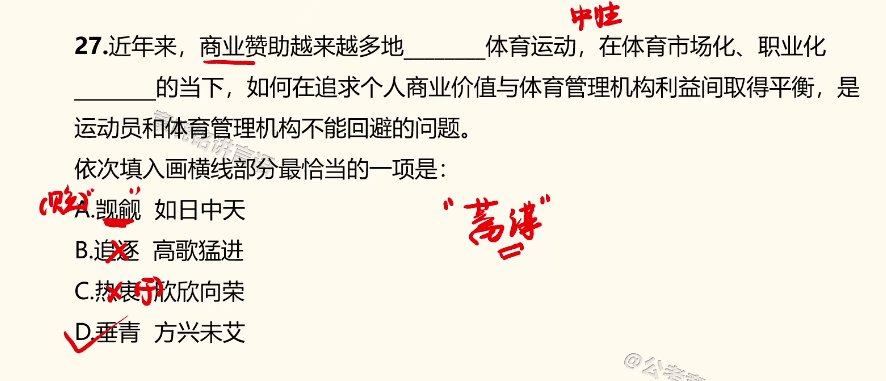 中性
27.近年来，商业赞助越来越多地________体育运动，在体育市场化、职业化
________的当下，如何在追求个人商业价值与体育管理机构利益间取得平衡，是
运动员和体育管理机构不能回避的问题。
依次填入画横线部分最恰当的一项是：
A.觊觎 如日中天
B.追逐 高歌猛进
C.热衷 于 欣欣向荣
D.垂青 方兴未艾
@公考